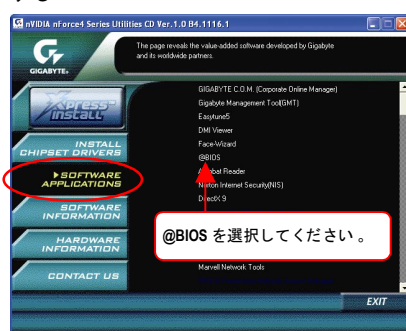 nVIDIA nForce4 Series Utilities CD Ver.1.0 B4.1116.1
GIGABYTE
The page reveals the value-added software developed by Gigabyte
and its worldwide partners.
Xpress
INSTALL
INSTALL
CHIPSET DRIVERS
SOFTWARE
APPLICATIONS
SOFTWARE
INFORMATION
HARDWARE
INFORMATION
CONTACT US
GIGABYTE C.O.M. (Corporate Online Manager)
Gigabyte Management Tool(GMT)
Easytune5
DMI Viewer
Face-Wizard
@BIOS
Reader
Norton Internet Security(NIS)
DirectX 9
@BIOS を選択してください 。
Marvell Network Tools
EXIT